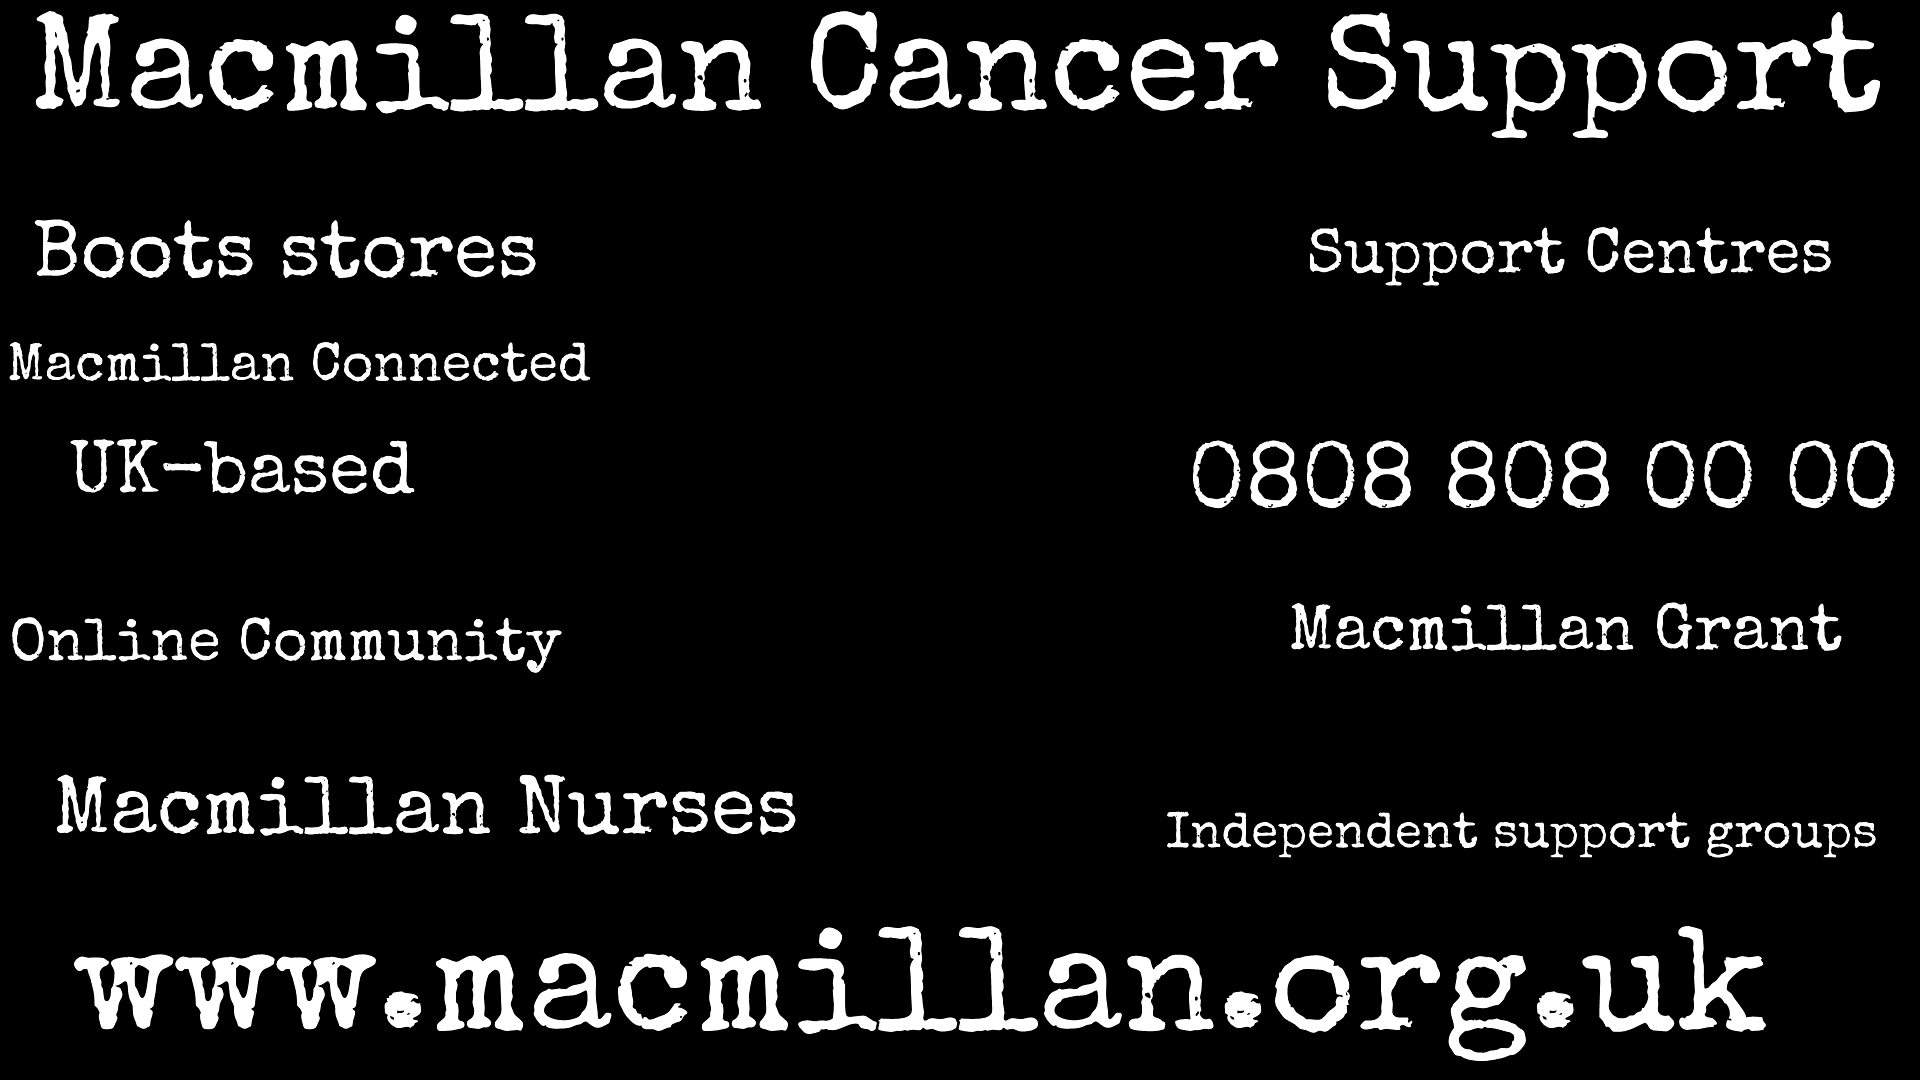 Macmillan Cancer Support
Boots stores
Support Centres
Macmillan Connected
UK-based
0808 808 00 00
Online Community
Macmillan Grant
Macmillan Nurses
Independent support groups
www.macmillan.org.uk